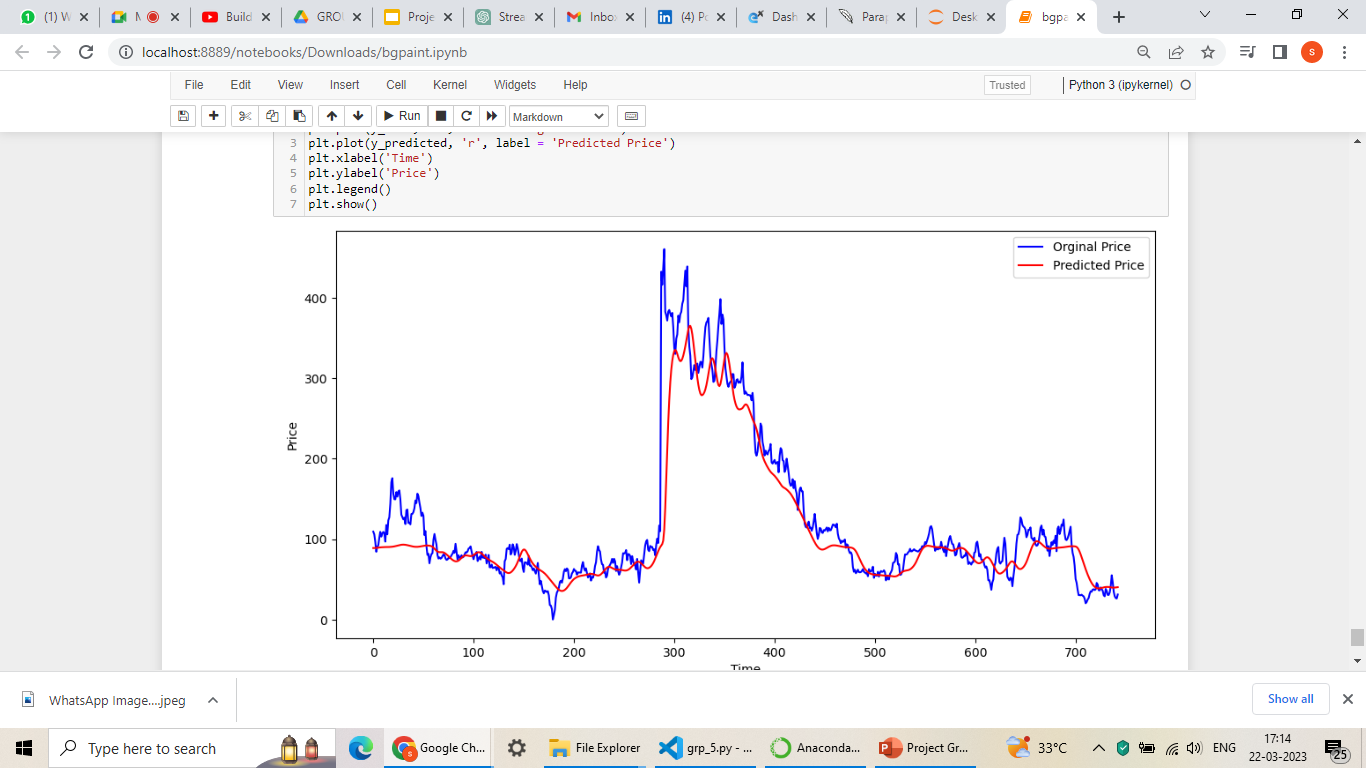 (1) W
M
Build
GROU
Proje
Strea
Inbo
(4) Po
Dash
Parap
Desk
bgpa
localhost:8889/notebooks/Downloads/bgpaint.ipynb
s
File Edit View Insert Cell Kernel Widgets Help
Trusted
Python 3 (ipykernel)
Run
Markdown
3 plt.plot(y_predicted, 'r', label = 'Predicted Price')
4 plt.xlabel('Time')
5 plt.ylabel('Price')
6 plt.legend()
7 plt.show()
Orginal Price
Predicted Price
400
300
200
100
0
Price
0 100 200 300 400 500 600 700
Time
WhatsApp Image....jpeg
Show all
Type here to search
Google Ch...
File Explorer
grp_5.py - ...
Anaconda...
Project Gr...
33°C
ENG
17:14
22-03-2023
25